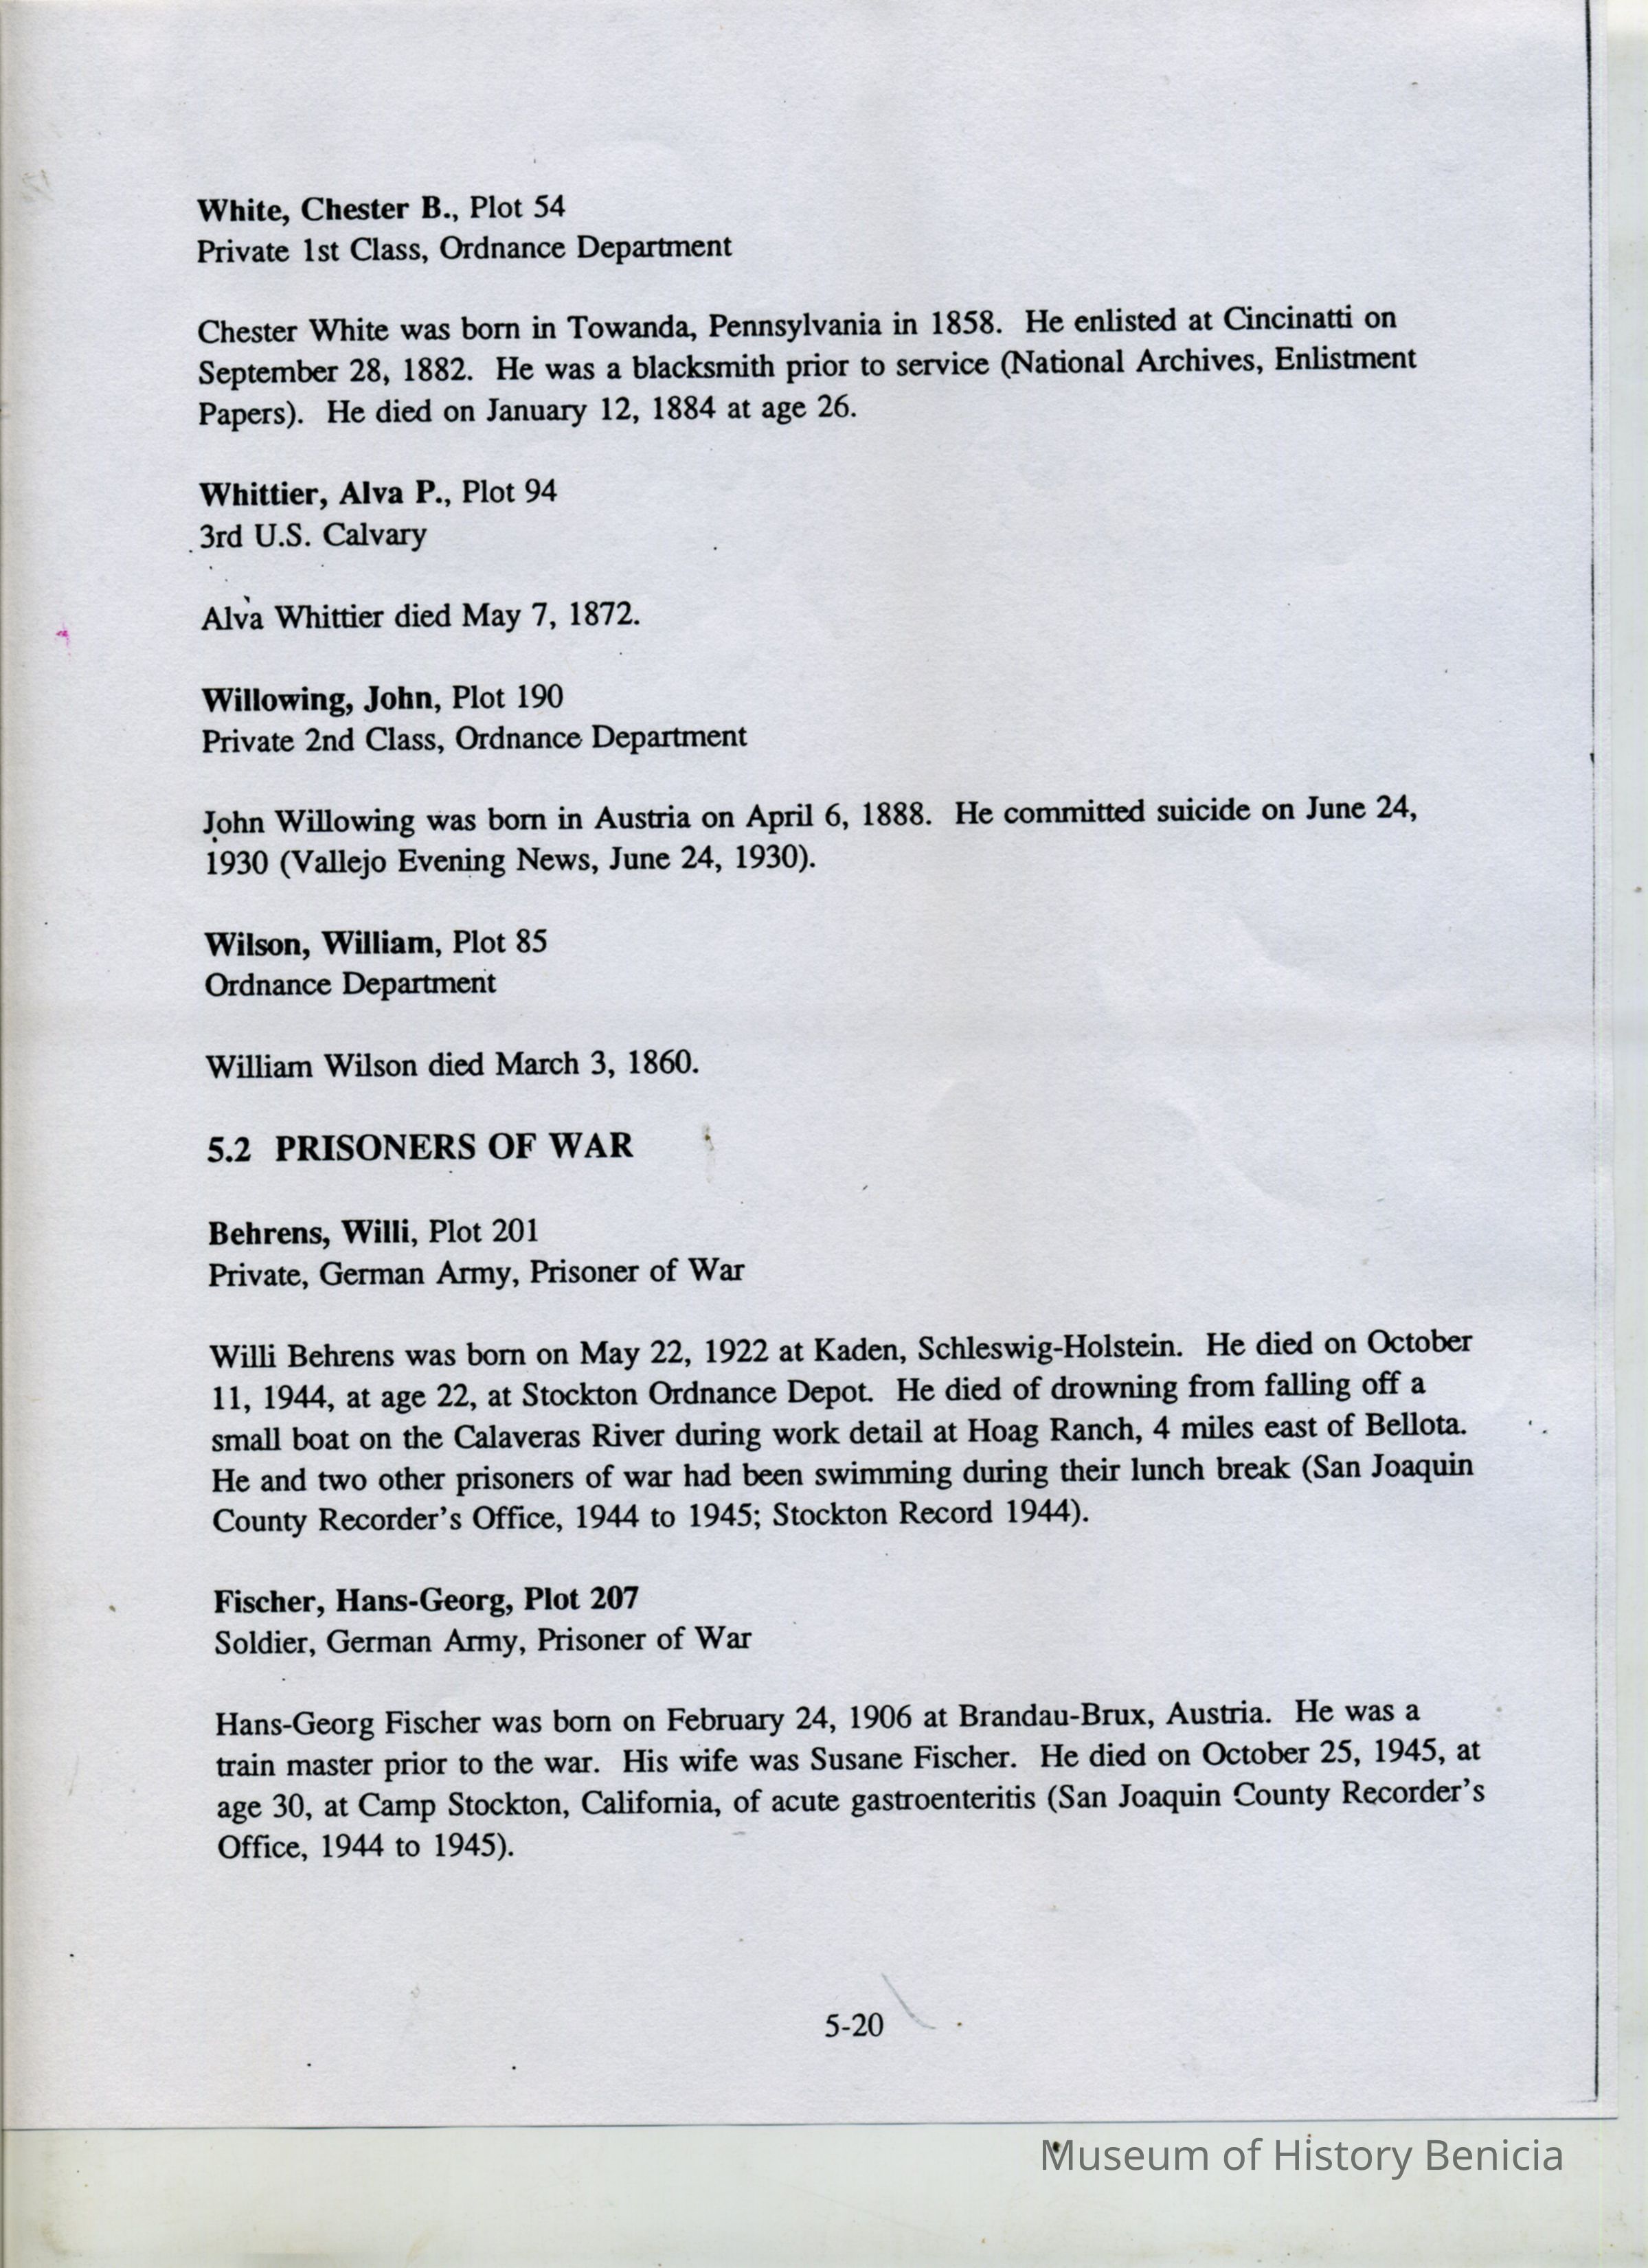 White, Chester B., Plot 54
Private 1st Class, Ordnance Department
Chester White was born in Towanda, Pennsylvania in 1858. He enlisted at Cincinatti on
September 28, 1882. He was a blacksmith prior to service (National Archives, Enlistment
Papers). He died on January 12, 1884 at age 26.
Whittier, Alva P., Plot 94
3rd U.S. Calvary
Alva Whittier died May 7, 1872.
Willowing, John, Plot 190
Private 2nd Class, Ordnance Department
John Willowing was born in Austria on April 6, 1888. He committed suicide on June 24,
1930 (Vallejo Evening News, June 24, 1930).
Wilson, William, Plot 85
Ordnance Department
William Wilson died March 3, 1860.
5.2 PRISONERS OF WAR
Behrens, Willi, Plot 201
Private, German Army, Prisoner of War
Willi Behrens was born on May 22, 1922 at Kaden, Schleswig-Holstein. He died on October
11, 1944, at age 22, at Stockton Ordnance Depot. He died of drowning from falling off a
small boat on the Calaveras River during work detail at Hoag Ranch, 4 miles east of Bellota.
He and two other prisoners of war had been swimming during their lunch break (San Joaquin
County Recorder's Office, 1944 to 1945; Stockton Record 1944).
Fischer, Hans-Georg, Plot 207
Soldier, German Army, Prisoner of War
Hans-Georg Fischer was born on February 24, 1906 at Brandau-Brux, Austria. He was a
train master prior to the war. His wife was Susane Fischer. He died on October 25, 1945, at
age 30, at Camp Stockton, California, of acute gastroenteritis (San Joaquin County Recorder's
Office, 1944 to 1945).
5-20
Museum of History Benicia